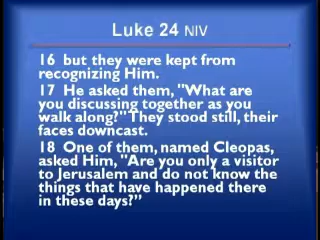 Luke 24 NIV
16 but they were kept from
recognizing Him.
17 He asked them, "What are
you discussing together as you
walk along?" They stood still, their
faces downcast.
18 One of them, named Cleopas,
asked Him, "Are you only a visitor
to Jerusalem and do not know the
things that have happened there
in these days?"